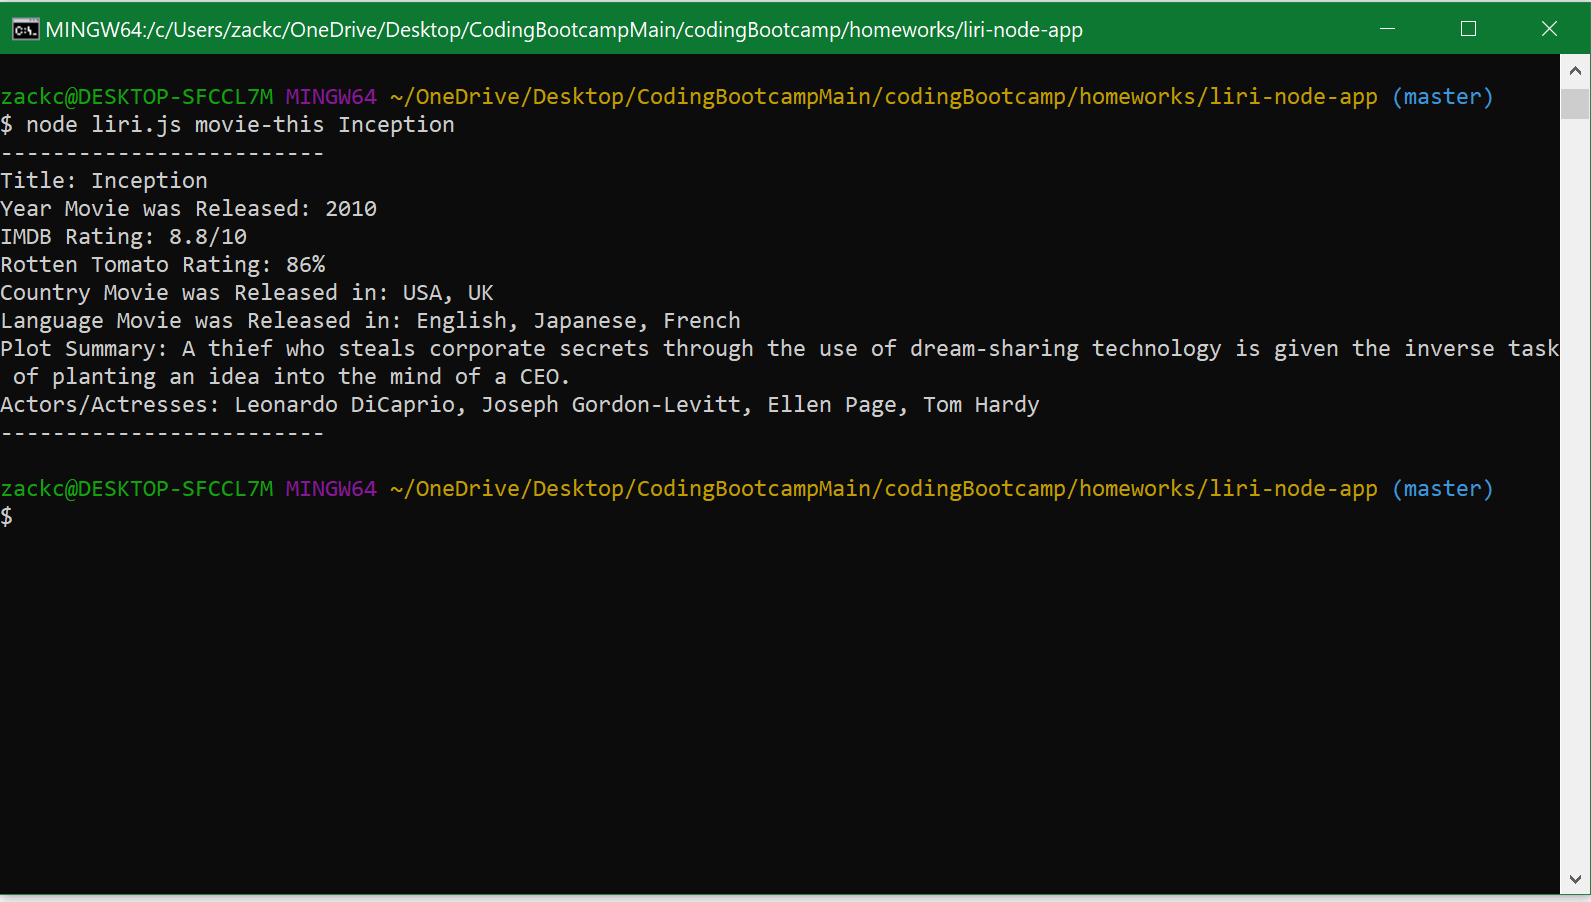 MINGW64:/c/Users/zackc/OneDrive/Desktop/CodingBootcampMain/codingBootcamp/homeworks/liri-node-app
zackc@DESKTOP-SFCCL7M MINGW64 ~/OneDrive/Desktop/CodingBootcampMain/codingBootcamp/homeworks/liri-node-app (master)
$ node liri.js movie-this Inception
-------------------------
Title: Inception
Year Movie was Released: 2010
IMDB Rating: 8.8/10
Rotten Tomato Rating: 86%
Country Movie was Released in: USA, UK
Language Movie was Released in: English, Japanese, French
Plot Summary: A thief who steals corporate secrets through the use of dream-sharing technology is given the inverse task
of planting an idea into the mind of a CEO.
Actors/Actresses: Leonardo DiCaprio, Joseph Gordon-Levitt, Ellen Page, Tom Hardy
-------------------------
zackc@DESKTOP-SFCCL7M MINGW64 ~/OneDrive/Desktop/CodingBootcampMain/codingBootcamp/homeworks/liri-node-app (master)
$